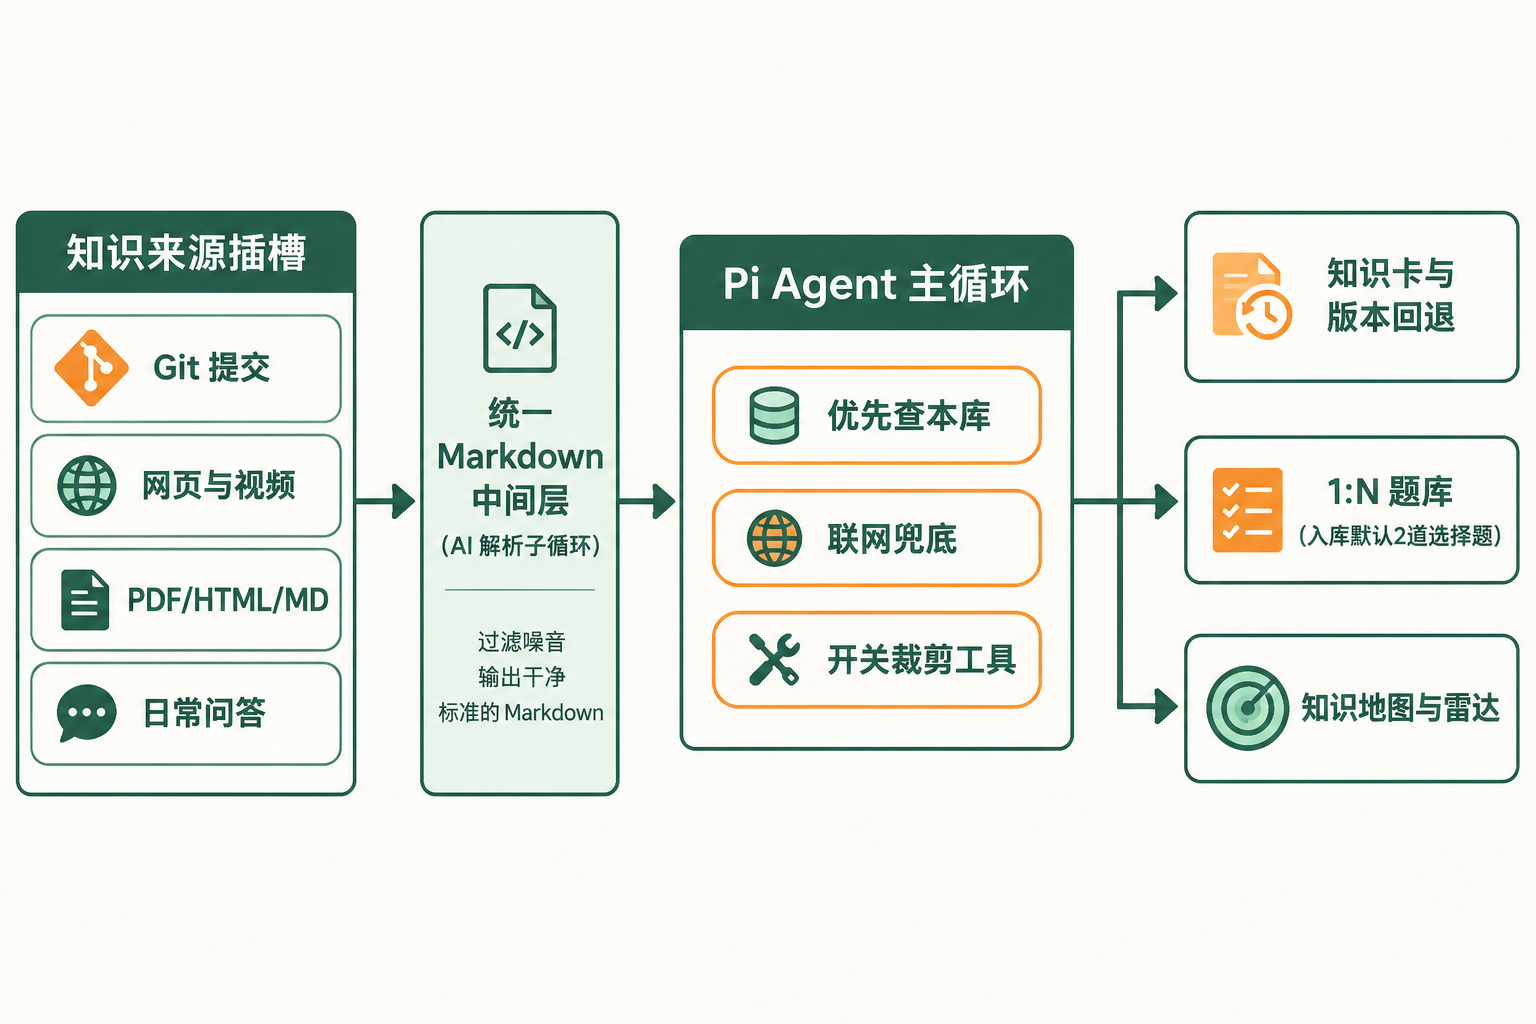 知识来源插槽
Git 提交
网页与视频
PDF/HTML/MD
日常问答
统一
Markdown
中间层
(AI 解析子循环)
过滤噪音
输出干净
标准的 Markdown
Pi Agent 主循环
优先查本库
联网兜底
开关裁剪工具
知识卡与
版本回退
1:N 题库
(入库默认2道选择题)
知识地图与雷达